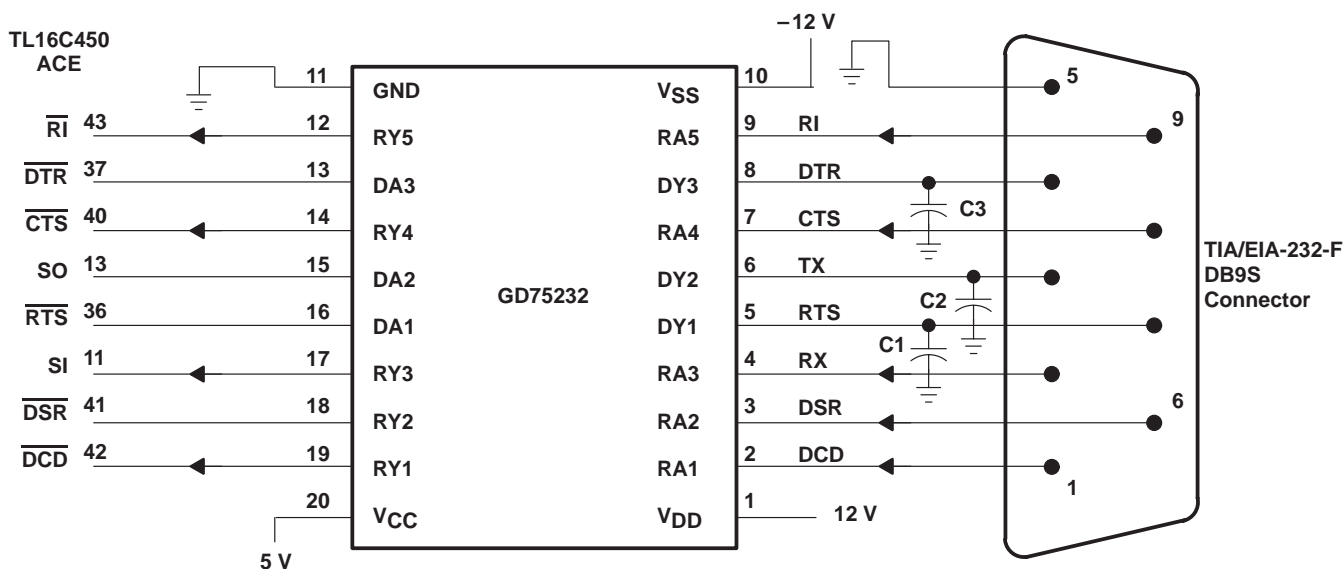 –12 V
TL16C450
ACE
11
GND
VSS
10
5
RI
43
12
RY5
RA5
9
RI
9
DTR
37
13
DA3
DY3
8
DTR
C3
CTS
40
14
RY4
RA4
7
CTS
TIA/EIA-232-F
DB9S
Connector
SO
13
15
DA2
GD75232
DY2
6
TX
C2
RTS
36
16
DA1
DY1
5
RTS
C1
SI
11
17
RY3
RA3
4
RX
DSR
41
18
RY2
RA2
3
DSR
6
DCD
42
19
RY1
RA1
2
DCD
1
20
VCC
VDD
1
12 V
5 V